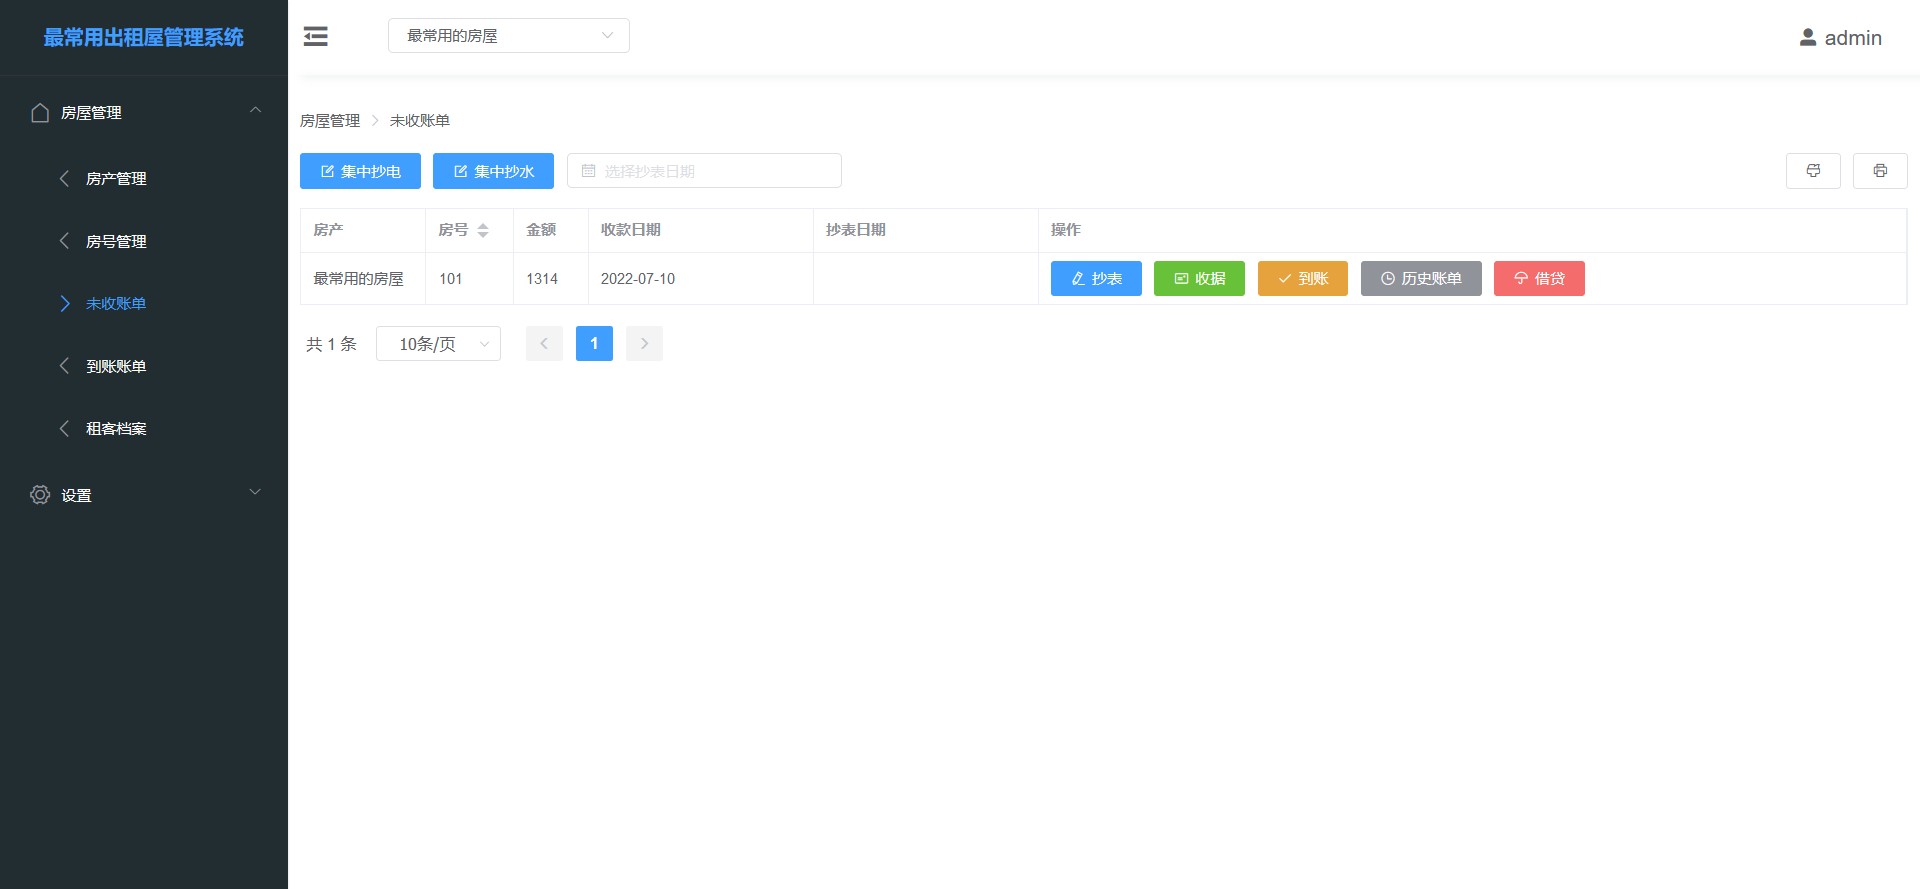 最常用出租屋管理系统
最常用的房屋
admin
房屋管理
房产管理
房号管理
未收账单
到账账单
租客档案
设置
房屋管理 > 未收账单
集中抄电 集中抄水 选择抄表日期
房产 房号 金额 收款日期 抄表日期 操作
最常用的房屋 101 1314 2022-07-10 抄表 收据 到账 历史账单 借贷
共 1 条 10条/页 1